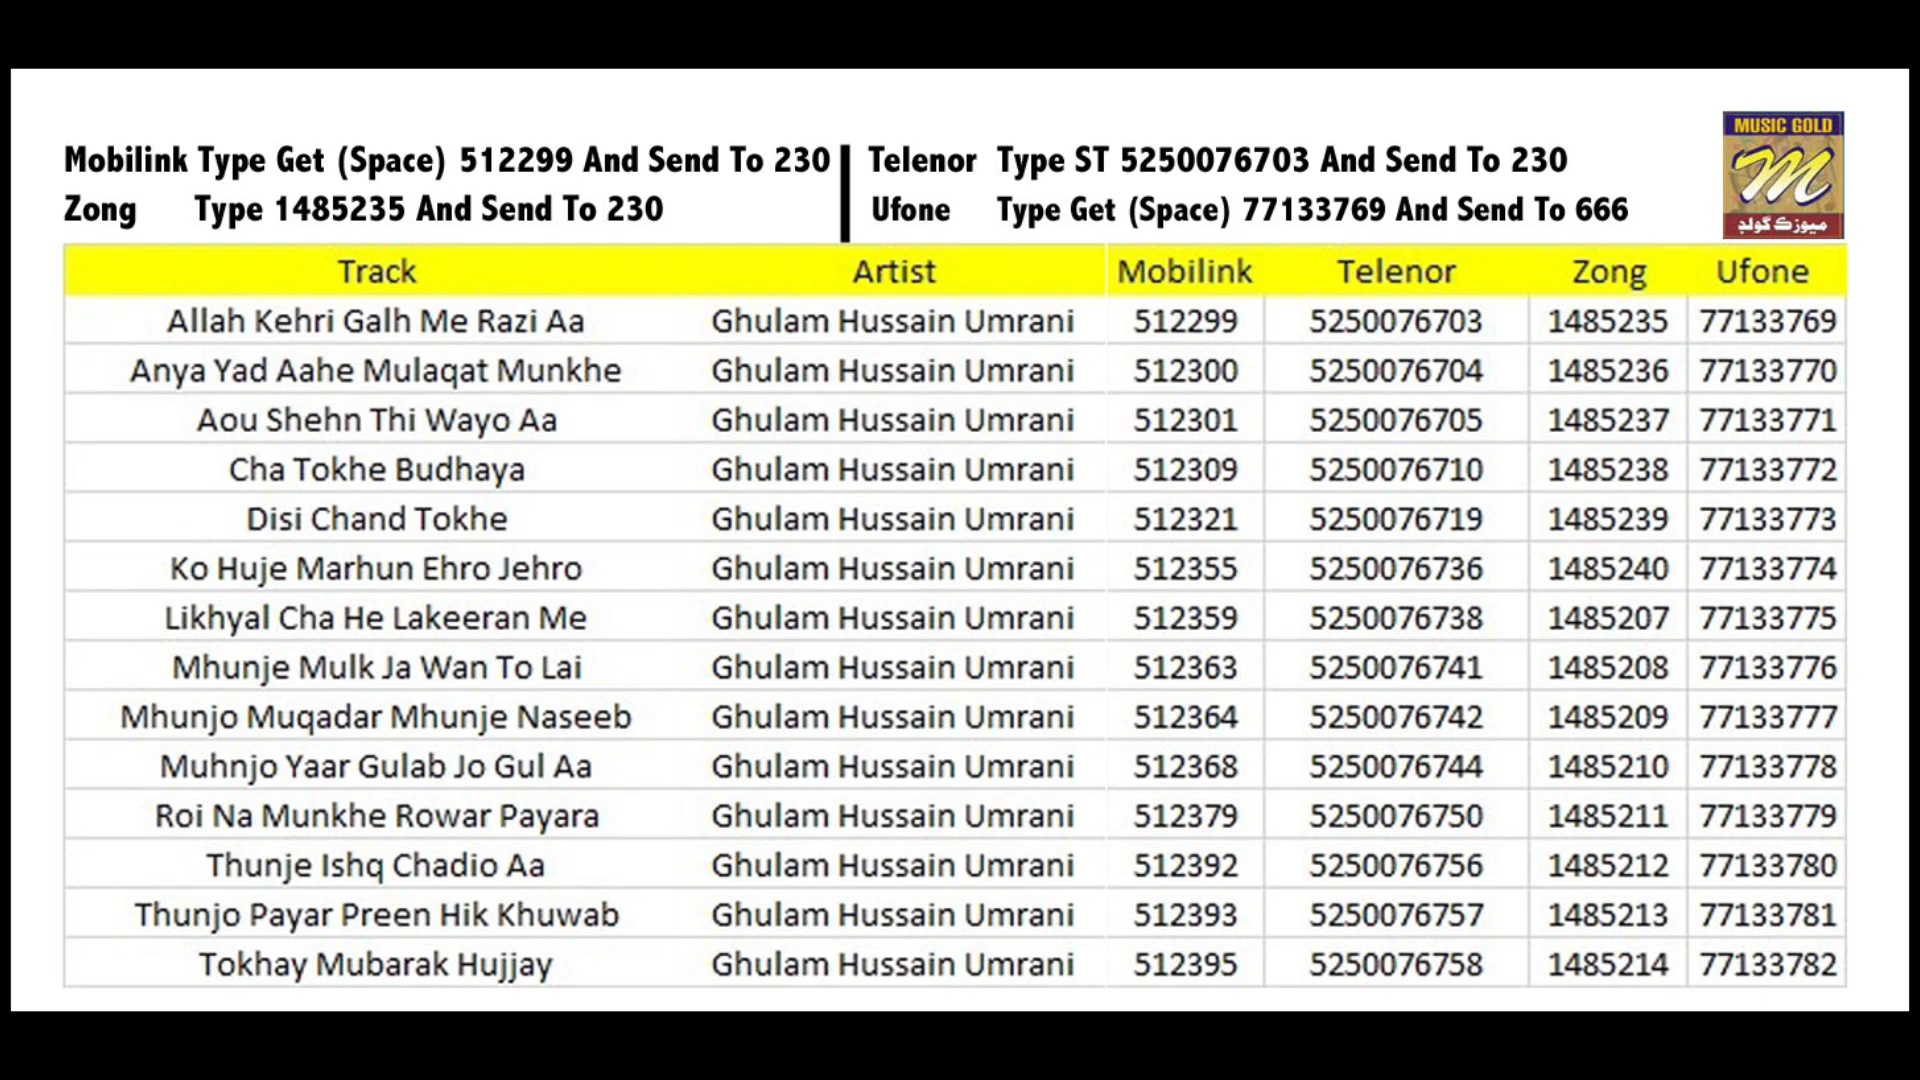 Mobilink Type Get (Space) 512299 And Send To 230
Zong Type 1485235 And Send To 230
Telenor Type ST 5250076703 And Send To 230
Ufone Type Get (Space) 77133769 And Send To 666
MUSIC GOLD
M
ميوزڪ گولڊ
Track Artist Mobilink Telenor Zong Ufone
Allah Kehri Galh Me Razi Aa Ghulam Hussain Umrani 512299 5250076703 1485235 77133769
Anya Yad Aahe Mulaqat Munkhe Ghulam Hussain Umrani 512300 5250076704 1485236 77133770
Aou Shehn Thi Wayo Aa Ghulam Hussain Umrani 512301 5250076705 1485237 77133771
Cha Tokhe Budhaya Ghulam Hussain Umrani 512309 5250076710 1485238 77133772
Disi Chand Tokhe Ghulam Hussain Umrani 512321 5250076719 1485239 77133773
Ko Huje Marhun Ehro Jehro Ghulam Hussain Umrani 512355 5250076736 1485240 77133774
Likhyal Cha He Lakeeran Me Ghulam Hussain Umrani 512359 5250076738 1485207 77133775
Mhunje Mulk Ja Wan To Lai Ghulam Hussain Umrani 512363 5250076741 1485208 77133776
Mhunjo Muqadar Mhunje Naseeb Ghulam Hussain Umrani 512364 5250076742 1485209 77133777
Muhnjo Yaar Gulab Jo Gul Aa Ghulam Hussain Umrani 512368 5250076744 1485210 77133778
Roi Na Munkhe Rowar Payara Ghulam Hussain Umrani 512379 5250076750 1485211 77133779
Thunje Ishq Chadio Aa Ghulam Hussain Umrani 512392 5250076756 1485212 77133780
Thunjo Payar Preen Hik Khuwab Ghulam Hussain Umrani 512393 5250076757 1485213 77133781
Tokhay Mubarak Hujjay Ghulam Hussain Umrani 512395 5250076758 1485214 77133782